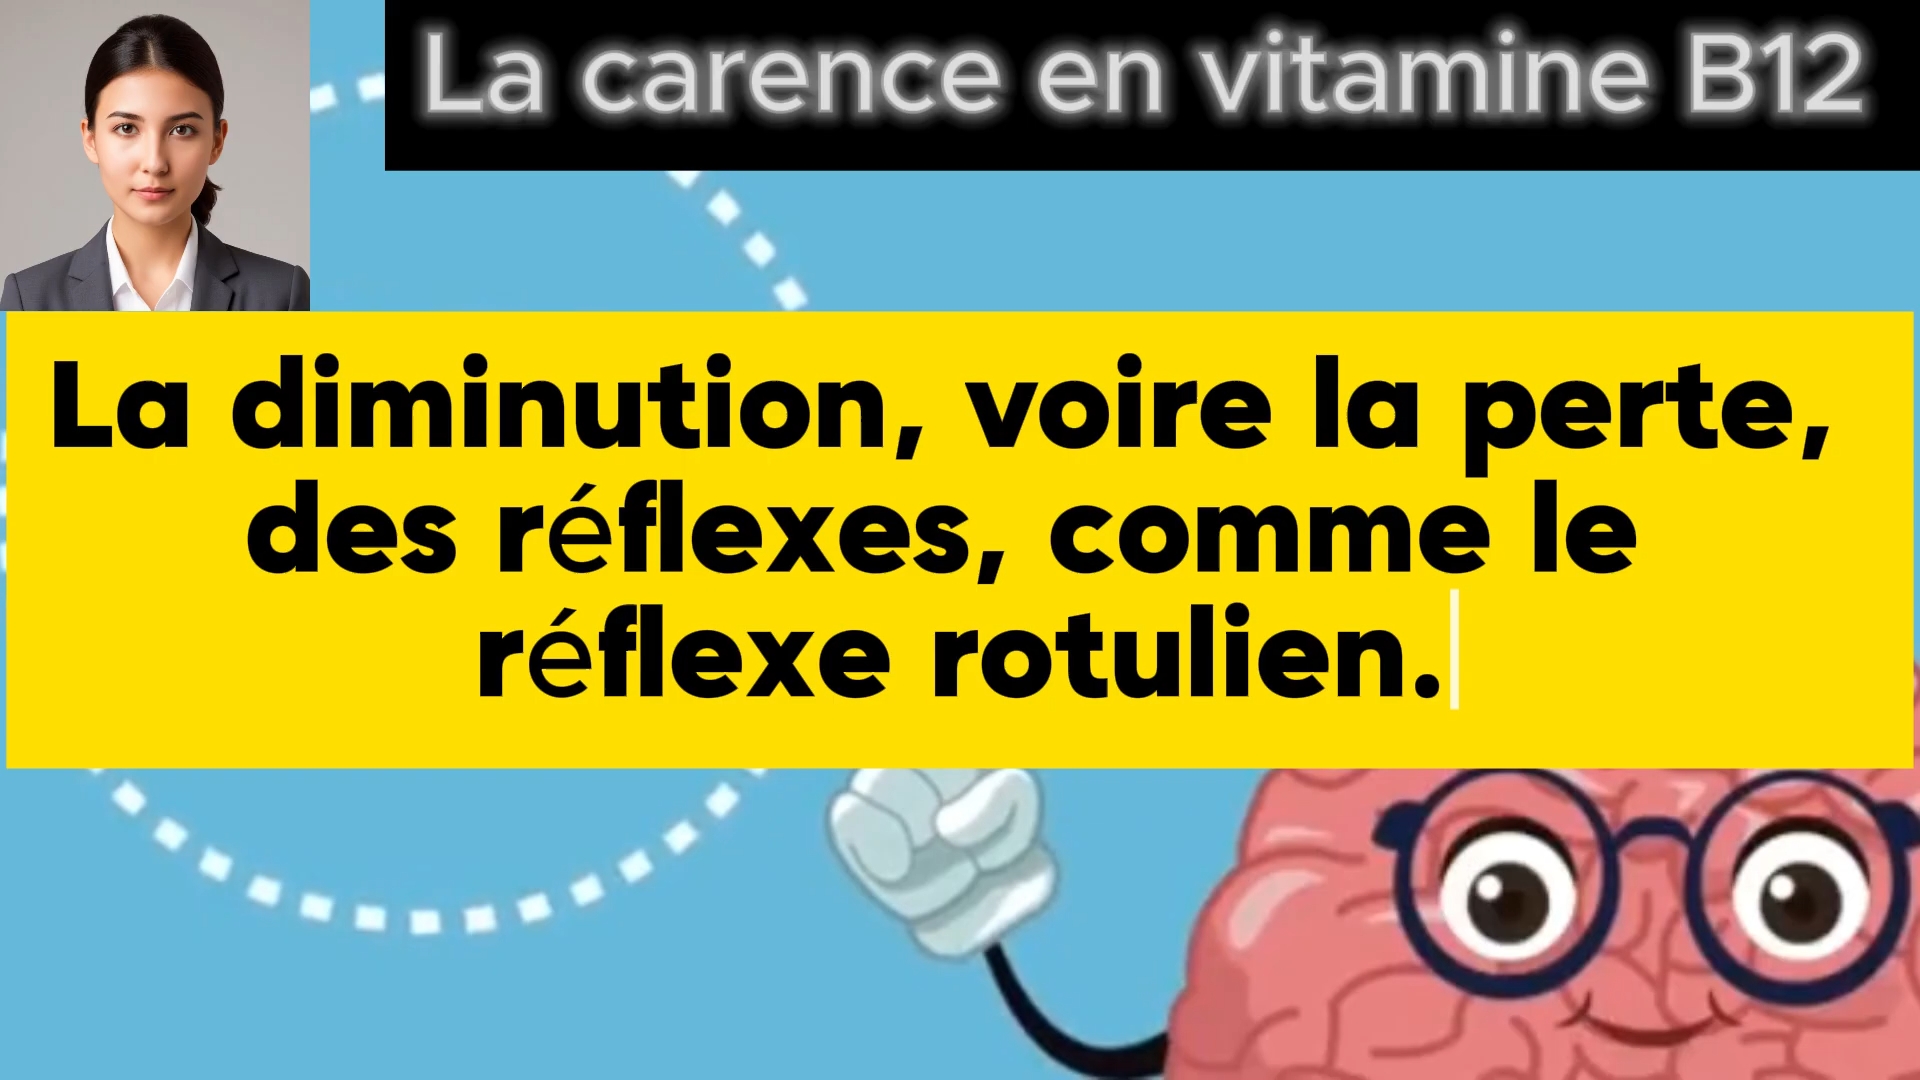 La carence en vitamine B12
La diminution, voire la perte,
des réflexes, comme le
réflexe rotulien.